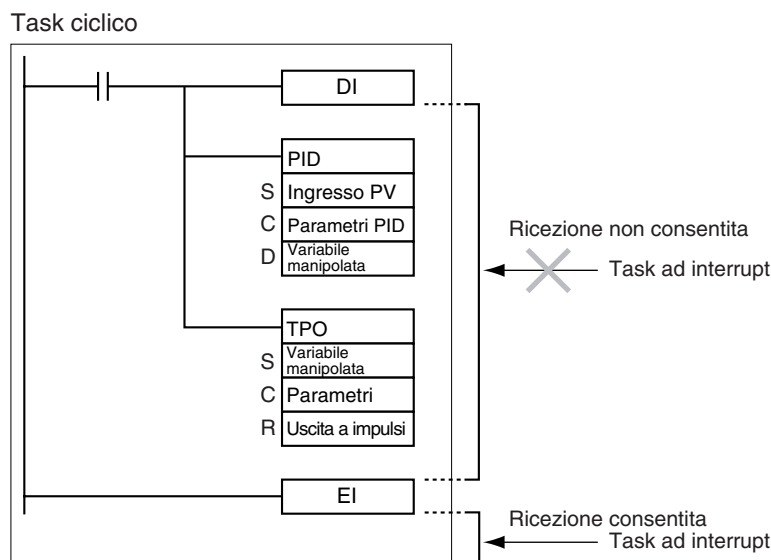 Task ciclico
DI
PID
S Ingresso PV
C Parametri PID
D Variabile
manipolata
Ricezione non consentita
Task ad interrupt
TPO
S Variabile
manipolata
C Parametri
R Uscita a impulsi
EI
Ricezione consentita
Task ad interrupt